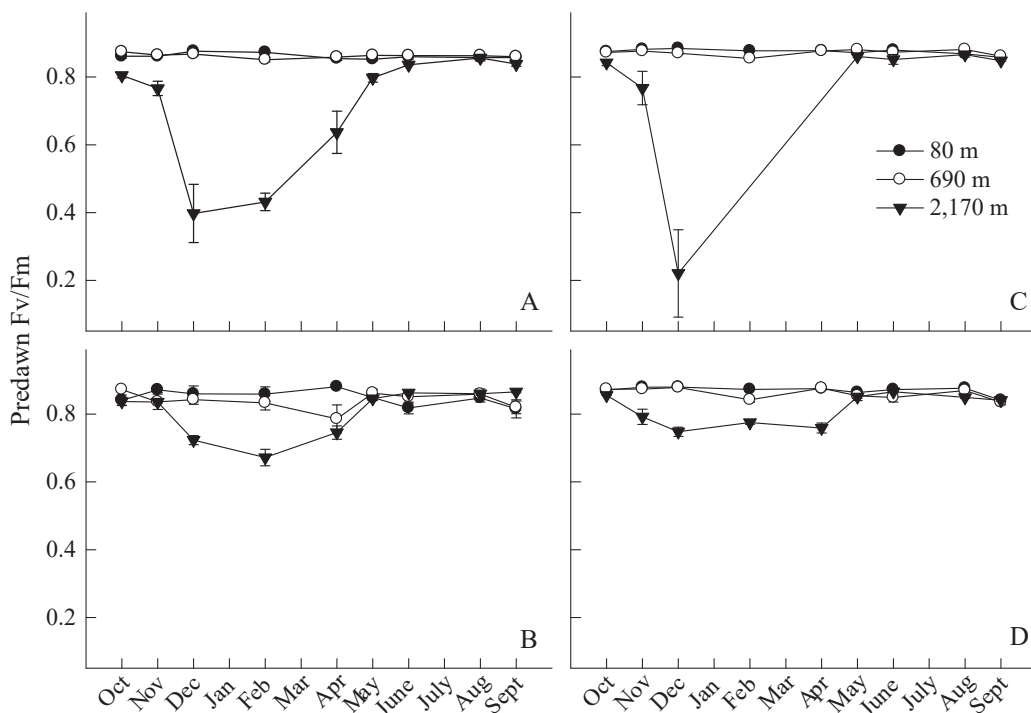 0.8
0.6
0.4
0.2
A
80 m
690 m
2,170 m
C
Predawn Fv/Fm
0.8
0.6
0.4
0.2
B
D
Oct Nov Dec Jan Feb Mar Apr May June July Aug Sept
Oct Nov Dec Jan Feb Mar Apr May June July Aug Sept